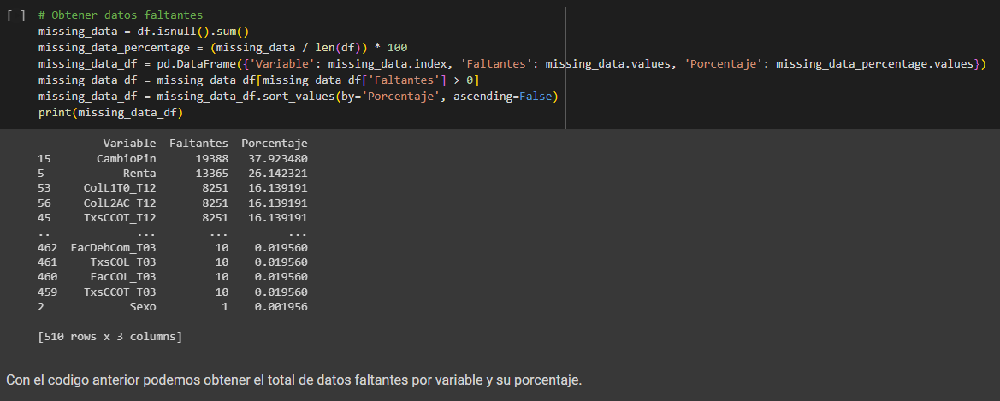 [ ] # Obtener datos faltantes
missing_data = df.isnull().sum()
missing_data_percentage = (missing_data / len(df)) * 100
missing_data_df = pd.DataFrame({'Variable': missing_data.index, 'Faltantes': missing_data.values, 'Porcentaje': missing_data_percentage.values})
missing_data_df = missing_data_df[missing_data_df['Faltantes'] > 0]
missing_data_df = missing_data_df.sort_values(by='Porcentaje', ascending=False)
print(missing_data_df)
Variable Faltantes Porcentaje
15 CambioPin 19388 37.923480
5 Renta 13365 26.142321
53 ColL1T0_T12 8251 16.139191
56 ColL2AC_T12 8251 16.139191
45 TxsCCOT_T12 8251 16.139191
.. ... ... ...
462 FacDebCom_T03 10 0.019560
461 TxsCOL_T03 10 0.019560
460 FacCOL_T03 10 0.019560
459 TxsCCOT_T03 10 0.019560
2 Sexo 1 0.001956
[510 rows x 3 columns]
Con el codigo anterior podemos obtener el total de datos faltantes por variable y su porcentaje.